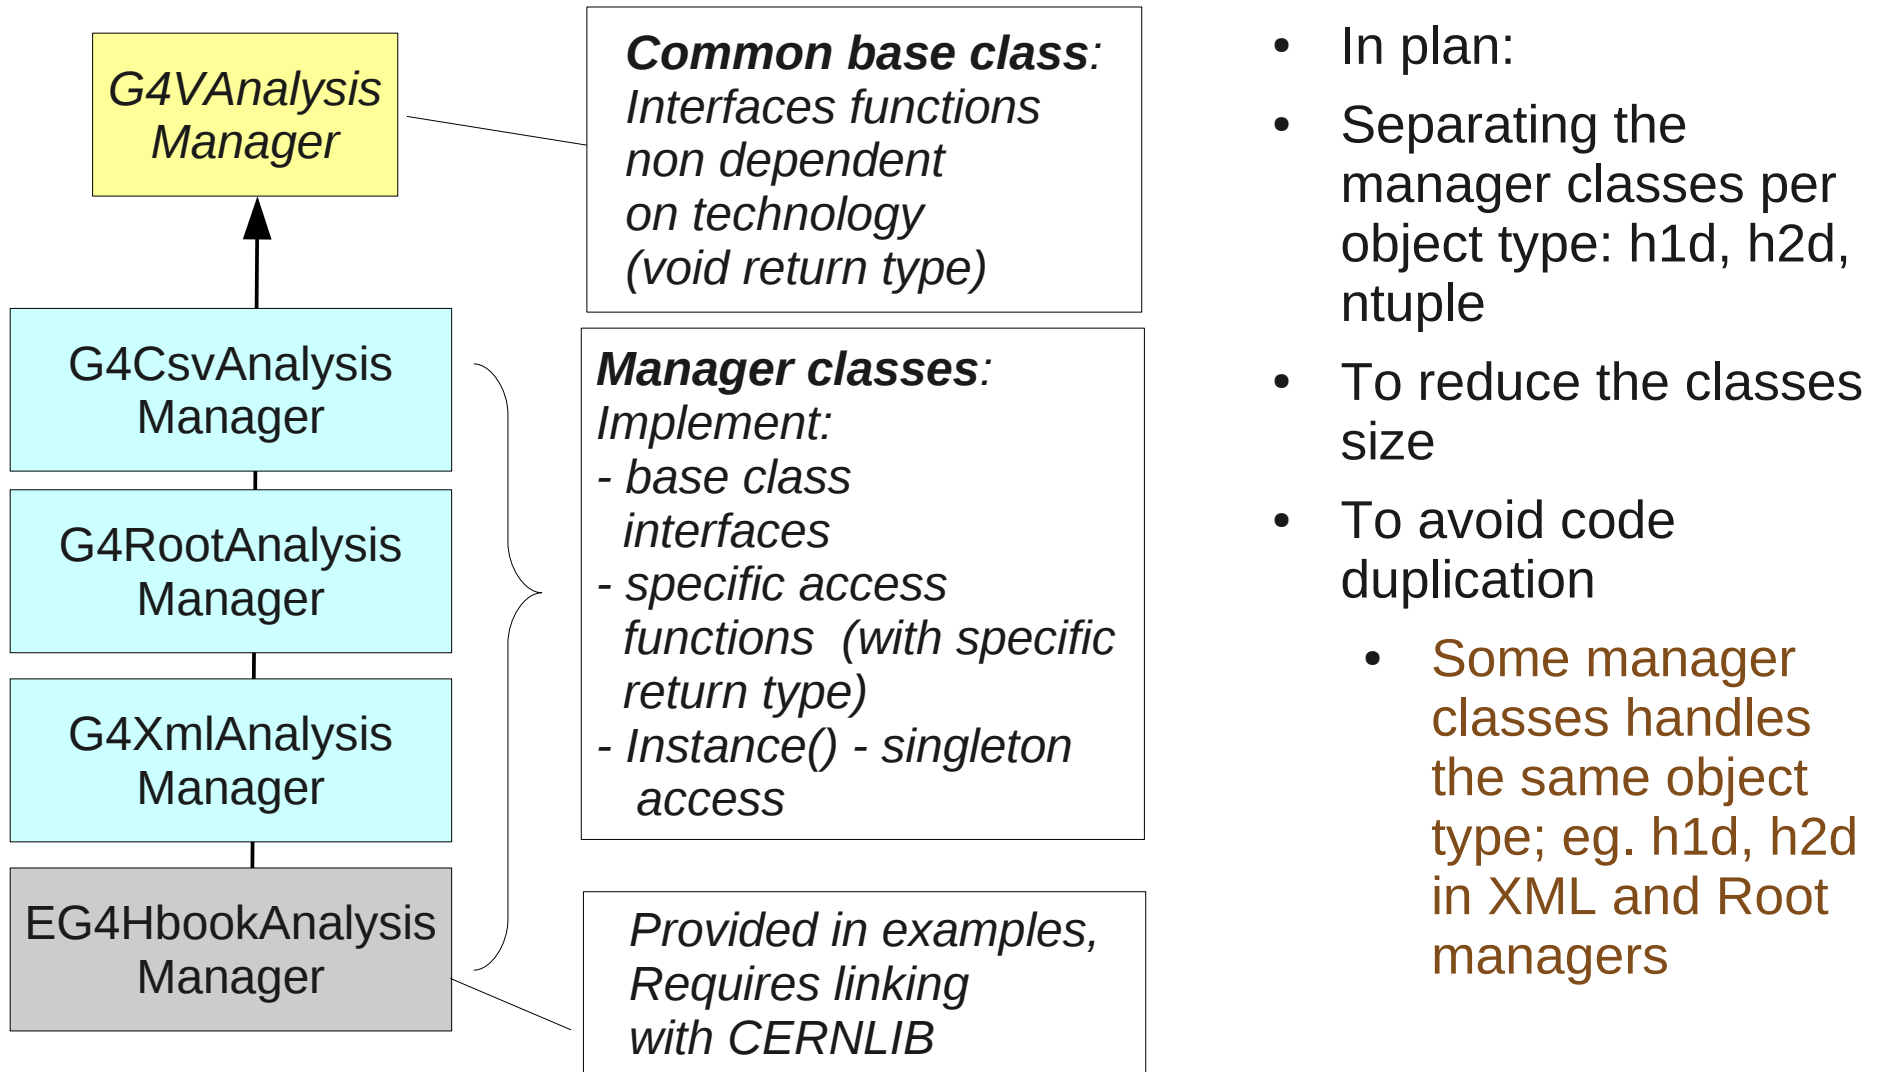 G4VAnalysis
Manager
Common base class:
Interfaces functions
non dependent
on technology
(void return type)
G4CsvAnalysis
Manager
G4RootAnalysis
Manager
G4XmlAnalysis
Manager
EG4HbookAnalysis
Manager
Manager classes:
Implement:
- base class
interfaces
- specific access
functions (with specific
return type)
- Instance() - singleton
access
Provided in examples,
Requires linking
with CERNLIB
• In plan:
• Separating the
manager classes per
object type: h1d, h2d,
ntuple
• To reduce the classes
size
• To avoid code
duplication
• Some manager
classes handles
the same object
type; eg. h1d, h2d
in XML and Root
managers